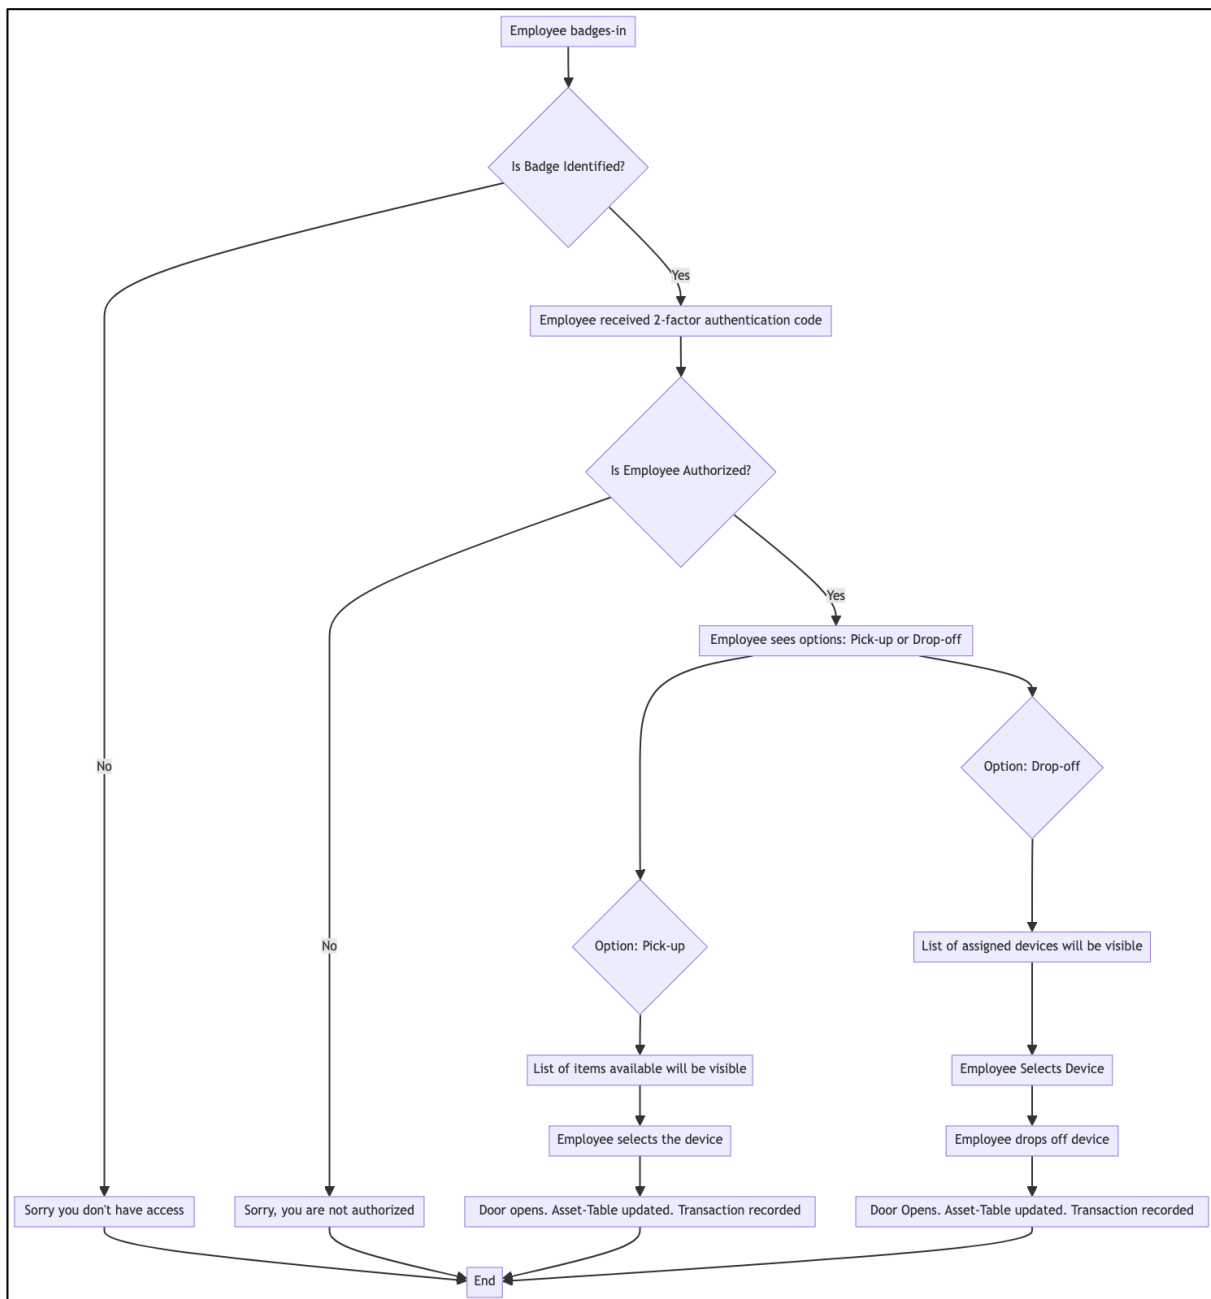 Employee badges-in
Is Badge Identified?
Yes
Employee received 2-factor authentication code
Is Employee Authorized?
Yes
Employee sees options: Pick-up or Drop-off
No
Option: Drop-off
No
Option: Pick-up
List of assigned devices will be visible
List of items available will be visible
Employee Selects Device
Employee selects the device
Employee drops off device
Sorry you don't have access
Sorry, you are not authorized
Door opens. Asset-Table updated. Transaction recorded
Door Opens. Asset-Table updated. Transaction recorded
End